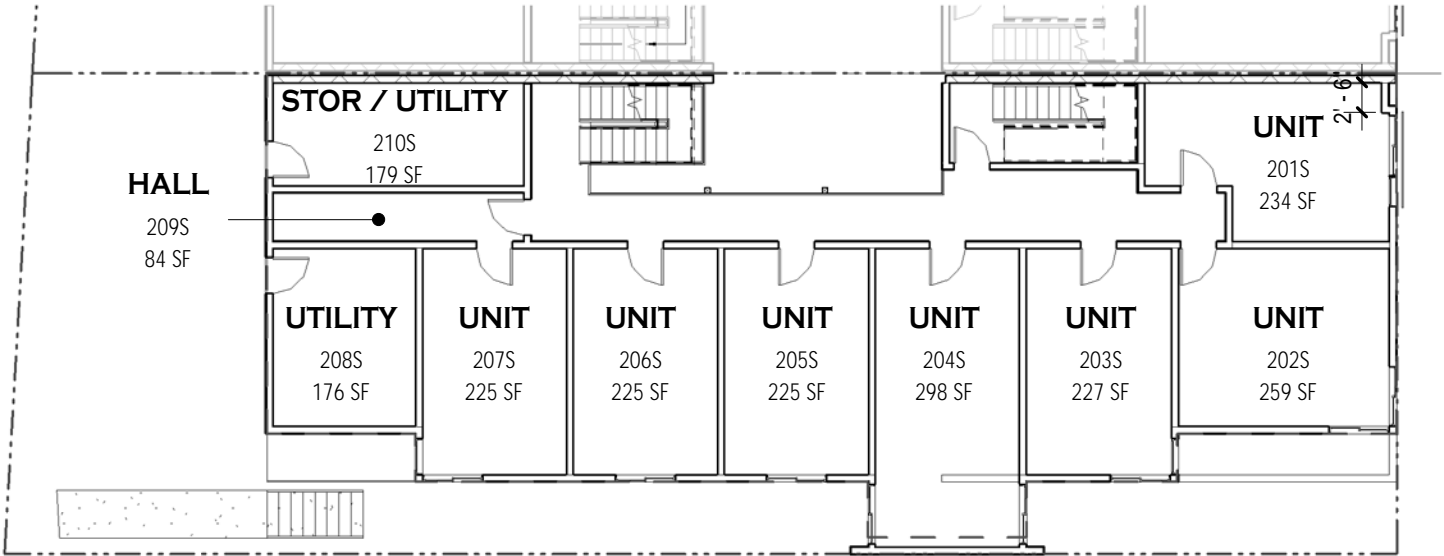 STOR / UTILITY
210S
179 SF
2' - 6"
UNIT
201S
234 SF
HALL
209S
84 SF
UTILITY
208S
176 SF
UNIT
207S
225 SF
UNIT
206S
225 SF
UNIT
205S
225 SF
UNIT
204S
298 SF
UNIT
203S
227 SF
UNIT
202S
259 SF